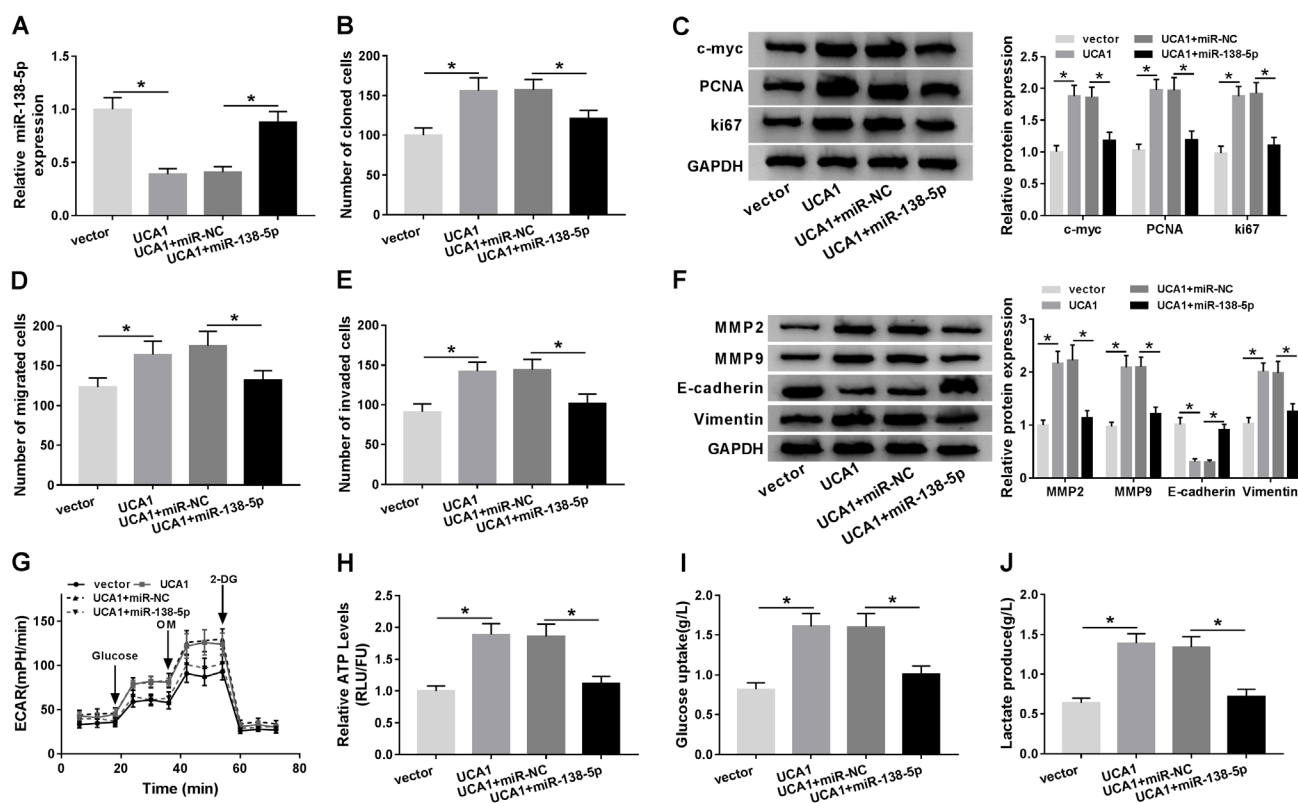 A
Relative miR-138-5p
expression
1.5
1.0
0.5
0.0
*
*
vector
UCA1
UCA1+miR-NC
UCA1+miR-138-5p
B
Number of cloned cells
200
150
100
50
0
*
*
vector
UCA1
UCA1+miR-NC
UCA1+miR-138-5p
C
c-myc
PCNA
ki67
GAPDH
vector
UCA1
UCA1+miR-NC
UCA1+miR-138-5p
vector
UCA1
UCA1+miR-NC
UCA1+miR-138-5p
Relative protein expression
2.5
2.0
1.5
1.0
0.5
0.0
*
*
*
*
*
*
c-myc
PCNA
ki67
D
Number of migrated cells
200
150
100
50
0
*
*
vector
UCA1
UCA1+miR-NC
UCA1+miR-138-5p
E
Number of invaded cells
200
150
100
50
0
*
*
vector
UCA1
UCA1+miR-NC
UCA1+miR-138-5p
F
MMP2
MMP9
E-cadherin
Vimentin
GAPDH
vector
UCA1
UCA1+miR-NC
UCA1+miR-138-5p
vector
UCA1
UCA1+miR-NC
UCA1+miR-138-5p
Relative protein expression
3
2
1
0
*
*
*
*
*
*
*
*
MMP2
MMP9
E-cadherin
Vimentin
G
vector
UCA1
UCA1+miR-NC
UCA1+miR-138-5p
2-DG
OM
Glucose
ECAR(mPH/min)
200
150
100
50
0
0
20
40
60
80
Time (min)
H
Relative ATP Levels
(RLU/FU)
2.5
2.0
1.5
1.0
0.5
0.0
*
*
vector
UCA1
UCA1+miR-NC
UCA1+miR-138-5p
I
Glucose uptake(g/L)
2.0
1.5
1.0
0.5
0.0
*
*
vector
UCA1
UCA1+miR-NC
UCA1+miR-138-5p
J
Lactate produce(g/L)
2.0
1.5
1.0
0.5
0.0
*
*
vector
UCA1
UCA1+miR-NC
UCA1+miR-138-5p